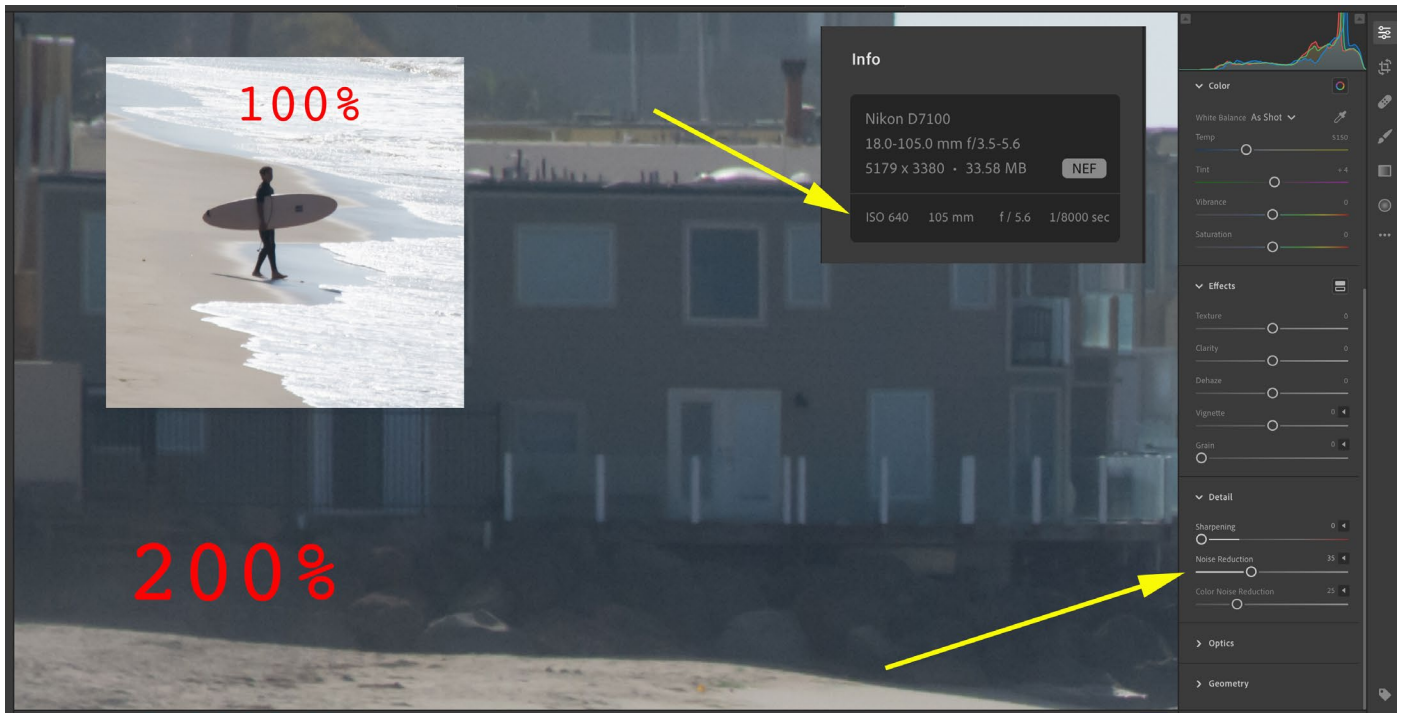 100%
200%
Info
Nikon D7100
18.0-105.0 mm f/3.5-5.6
5179 x 3380 • 33.58 MB NEF
ISO 640 105 mm f / 5.6 1/8000 sec
Color
White Balance As Shot
Temp 5150
Tint + 4
Vibrance 0
Saturation 0
Effects
Texture 0
Clarity 0
Dehaze 0
Vignette 0
Grain 0
Detail
Sharpening 0
Noise Reduction 35
Color Noise Reduction 25
Optics
Geometry